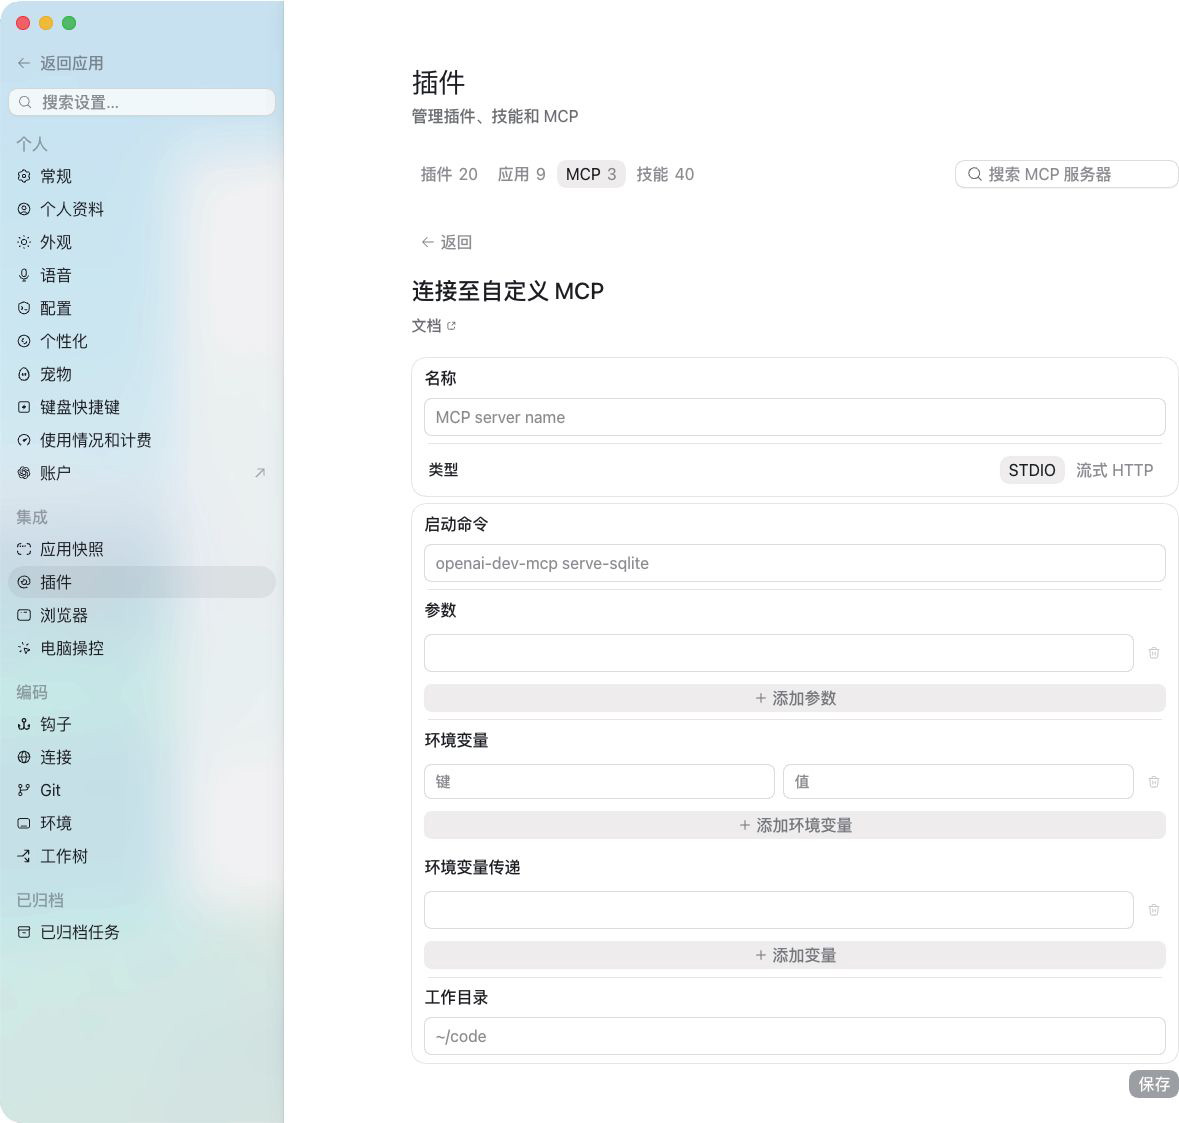 返回应用
搜索设置...
个人
常规
个人资料
外观
语音
配置
个性化
宠物
键盘快捷键
使用情况和计费
账户
集成
应用快照
插件
浏览器
电脑操控
编码
钩子
连接
Git
环境
工作树
已归档
已归档任务
插件
管理插件、技能和 MCP
插件 20 应用 9 MCP 3 技能 40 搜索 MCP 服务器
返回
连接至自定义 MCP
文档
名称
MCP server name
类型 STDIO 流式 HTTP
启动命令
openai-dev-mcp serve-sqlite
参数
+ 添加参数
环境变量
键 值
+ 添加环境变量
环境变量传递
+ 添加变量
工作目录
~/code
保存